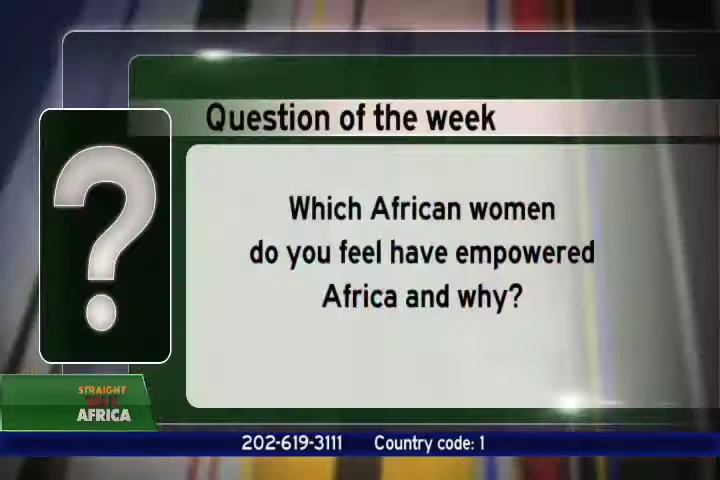 Question of the week
Which African women
do you feel have empowered
Africa and why?
STRAIGHT
TALK
AFRICA
202-619-3111 Country code: 1